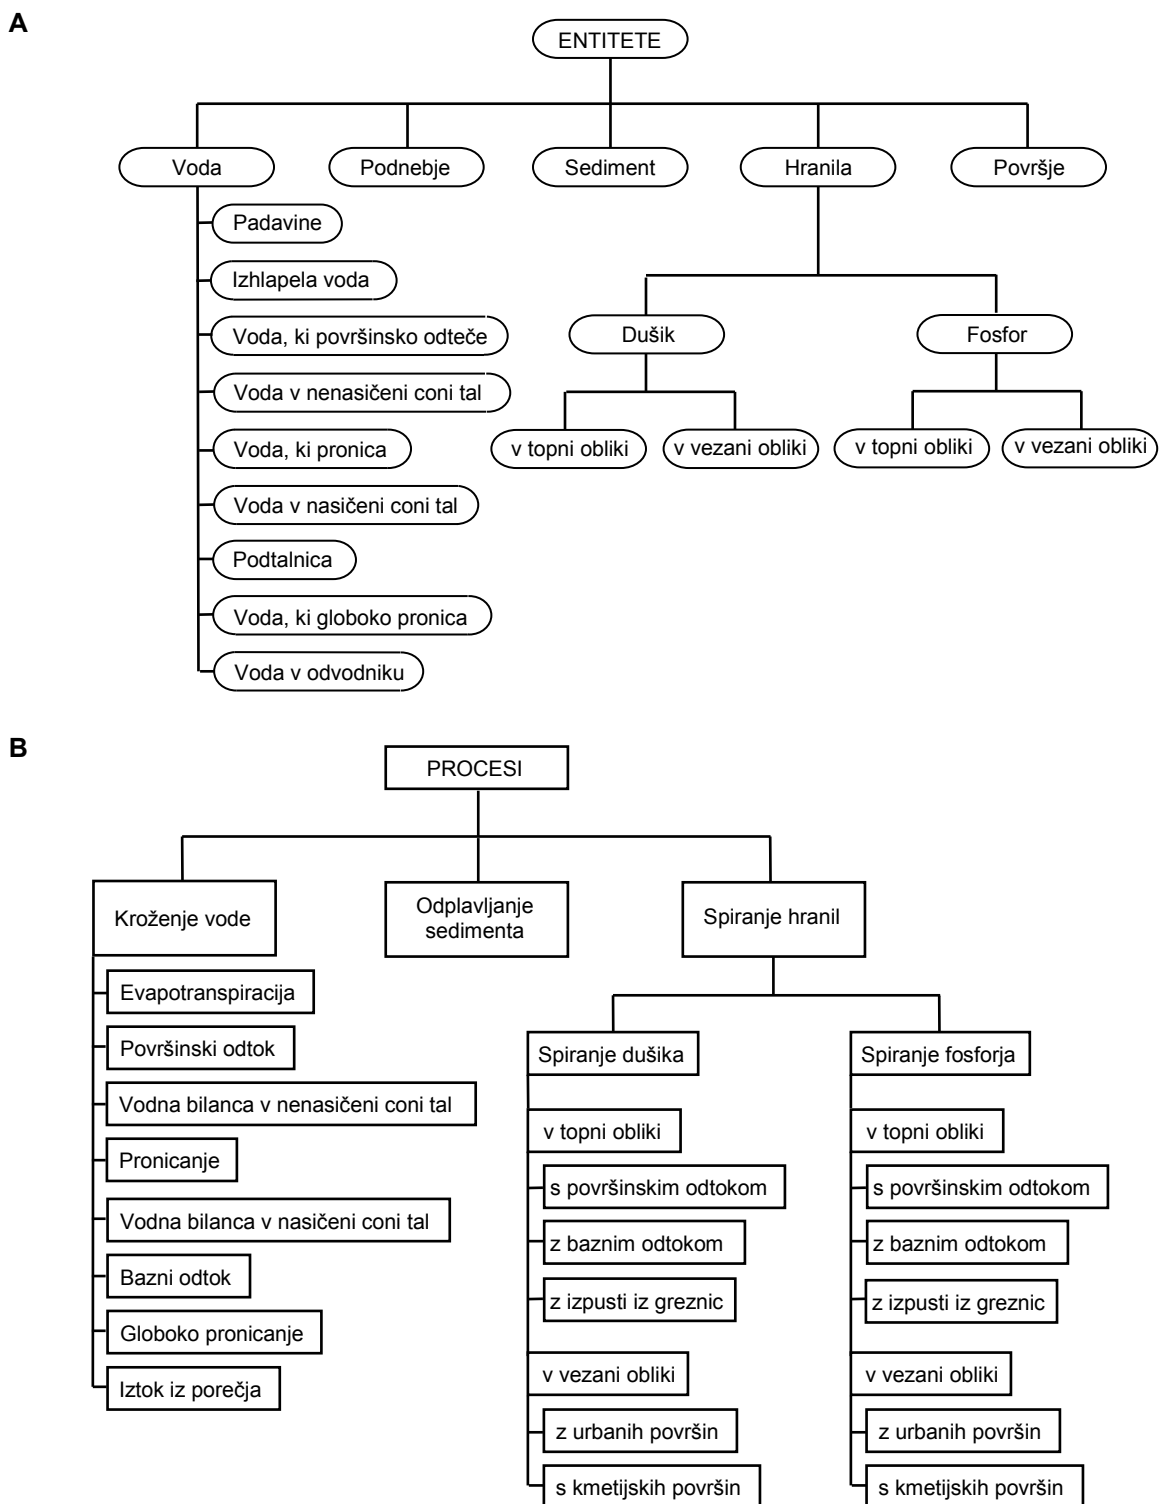 A
ENTITETE
Voda
Podnebje
Sediment
Hranila
Površje
Padavine
Izhlapela voda
Voda, ki površinsko odteče
Voda v nenasičeni coni tal
Voda, ki pronica
Voda v nasičeni coni tal
Podtalnica
Voda, ki globoko pronica
Voda v odvodniku
Dušik
Fosfor
v topni obliki
v vezani obliki
v topni obliki
v vezani obliki
B
PROCESI
Kroženje vode
Odplavljanje
sedimenta
Spiranje hranil
Evapotranspiracija
Površinski odtok
Vodna bilanca v nenasičeni coni tal
Pronicanje
Vodna bilanca v nasičeni coni tal
Bazni odtok
Globoko pronicanje
Iztok iz porečja
Spiranje dušika
v topni obliki
s površinskim odtokom
z baznim odtokom
z izpusti iz greznic
v vezani obliki
z urbanih površin
s kmetijskih površin
Spiranje fosforja
v topni obliki
s površinskim odtokom
z baznim odtokom
z izpusti iz greznic
v vezani obliki
z urbanih površin
s kmetijskih površin